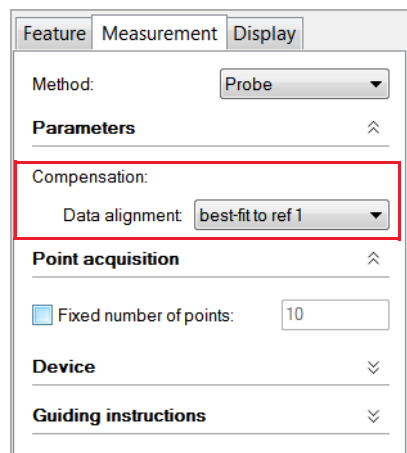 Feature Measurement Display
Method: Probe
Parameters
Compensation:
Data alignment: best-fit to ref 1
Point acquisition
Fixed number of points: 10
Device
Guiding instructions